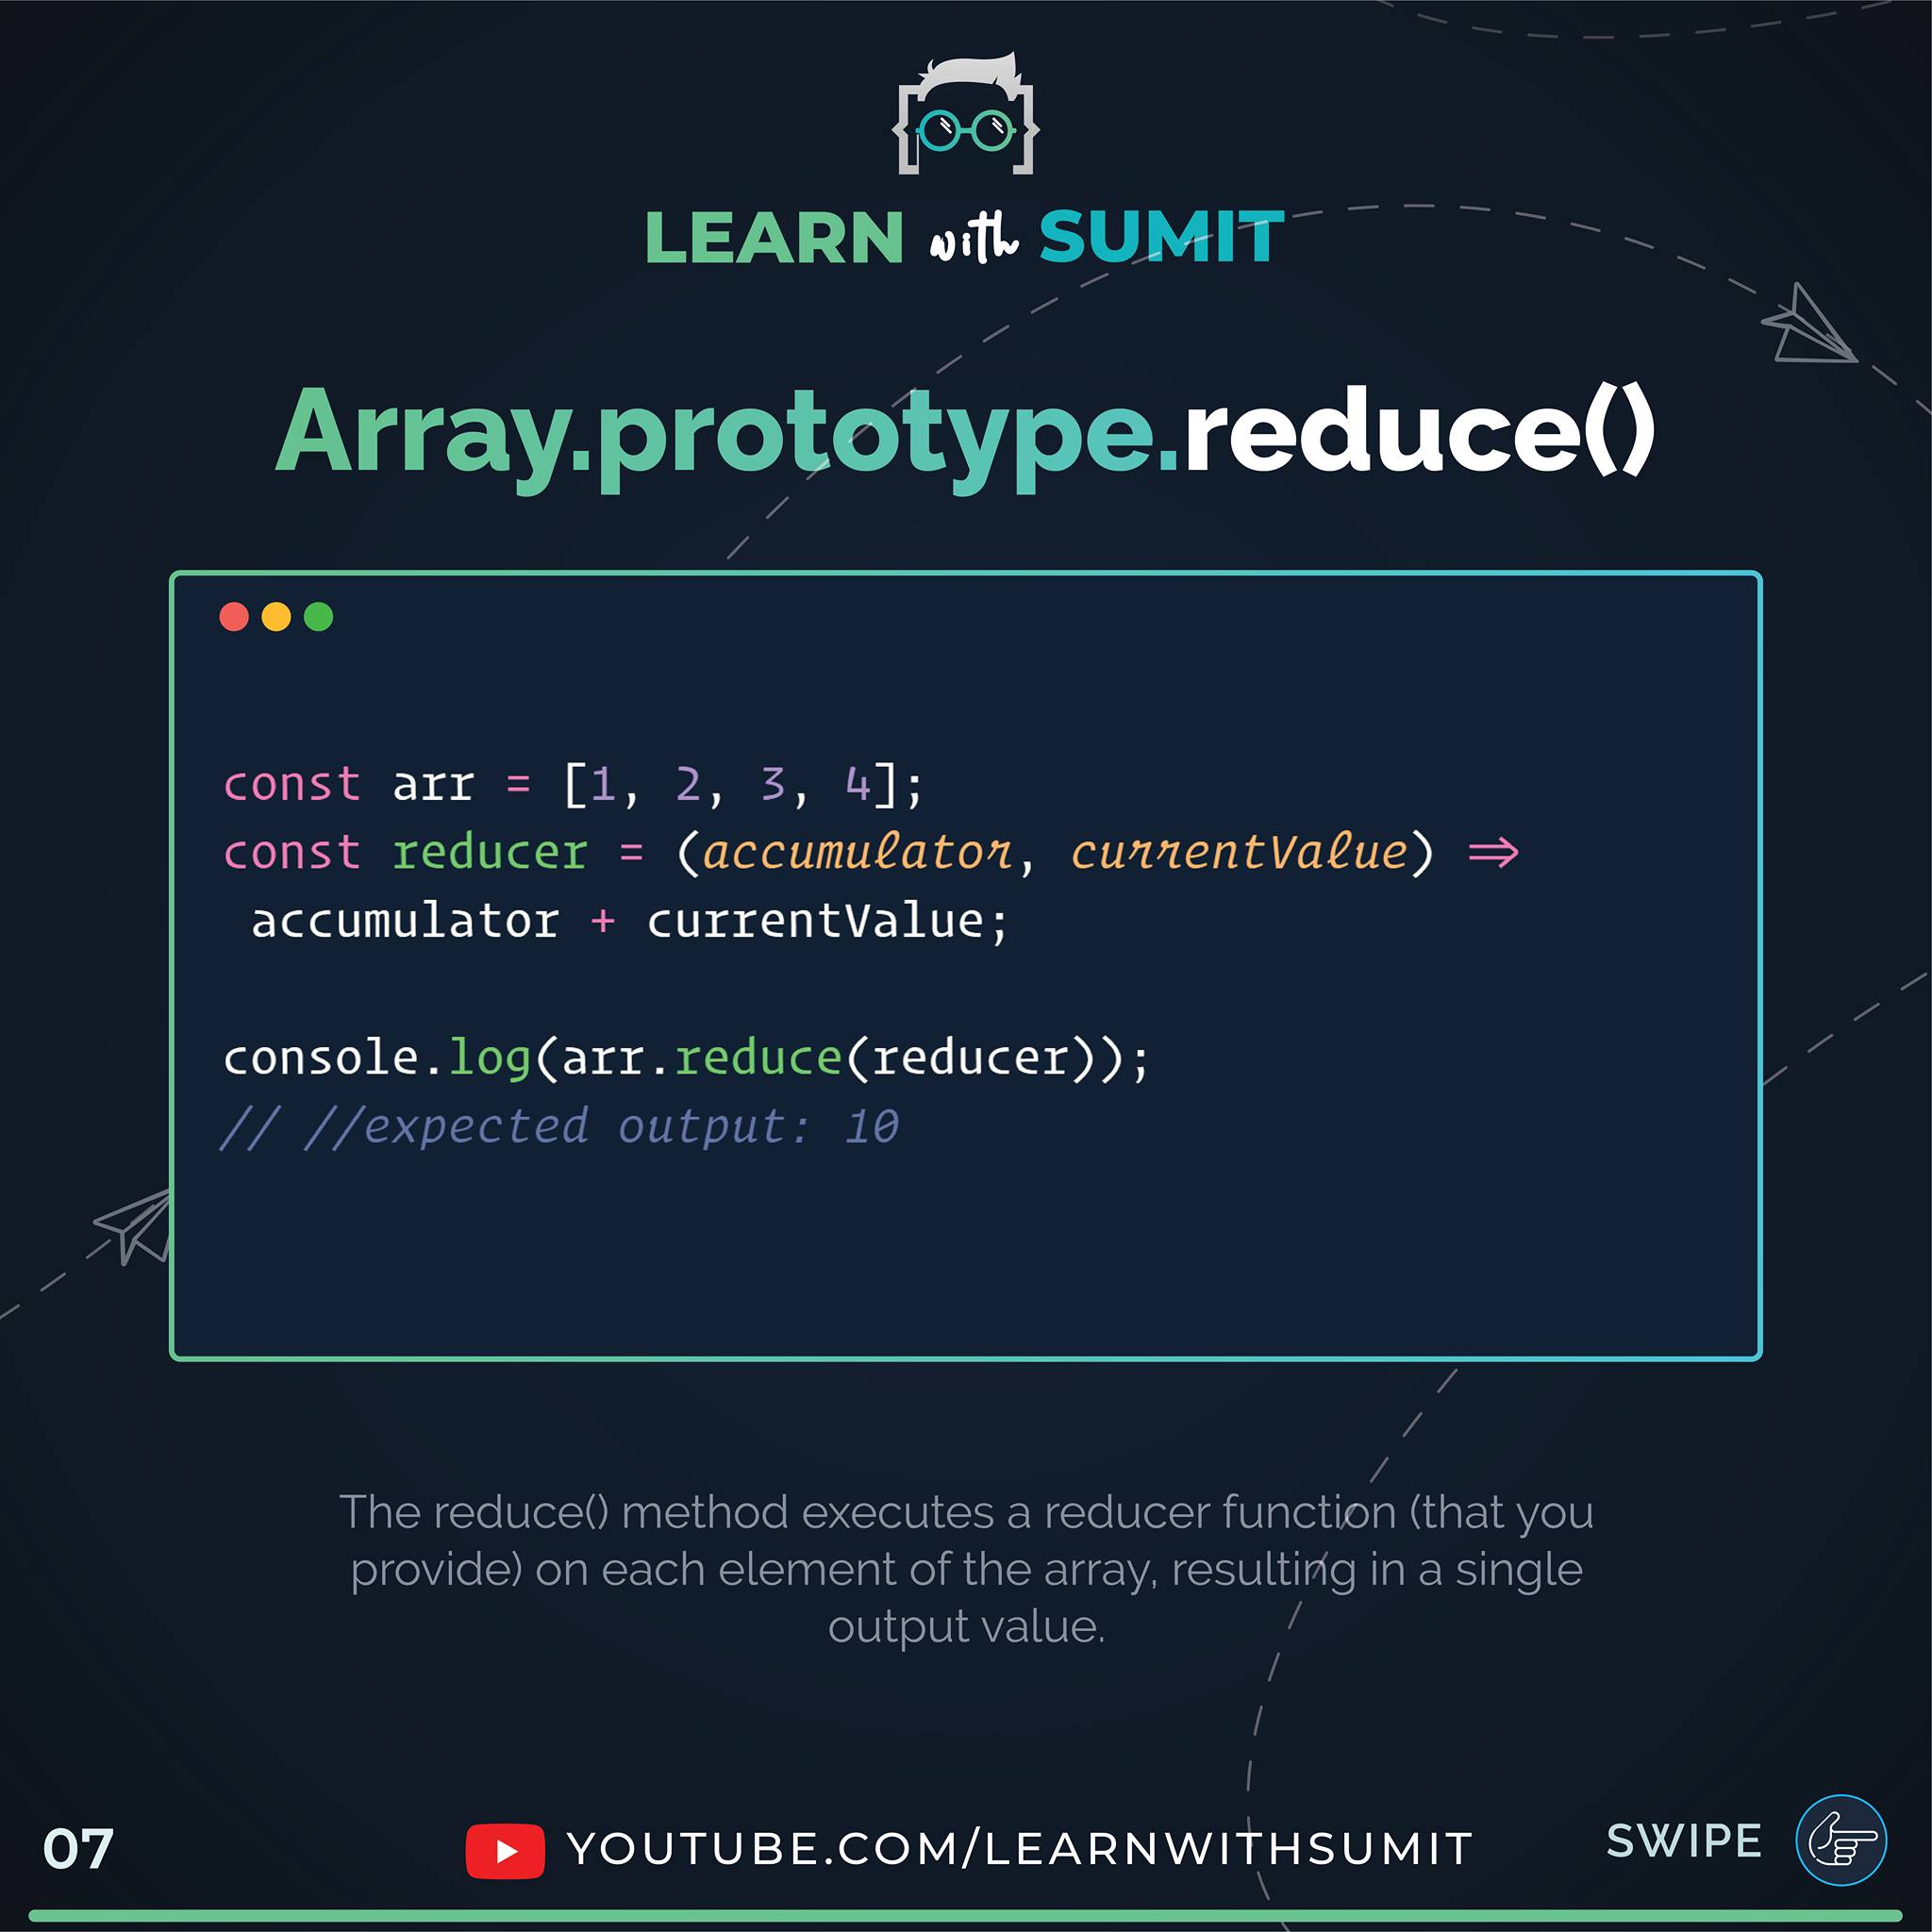 LEARN with SUMIT
Array.prototype.reduce()
const arr = [1, 2, 3, 4];
const reducer = (accumulator, currentValue) ⇒
accumulator + currentValue;
console.log(arr.reduce(reducer));
// //expected output: 10
The reduce() method executes a reducer function (that you
provide) on each element of the array, resulting in a single
output value.
07
YOUTUBE.COM/LEARNWITHSUMIT
SWIPE